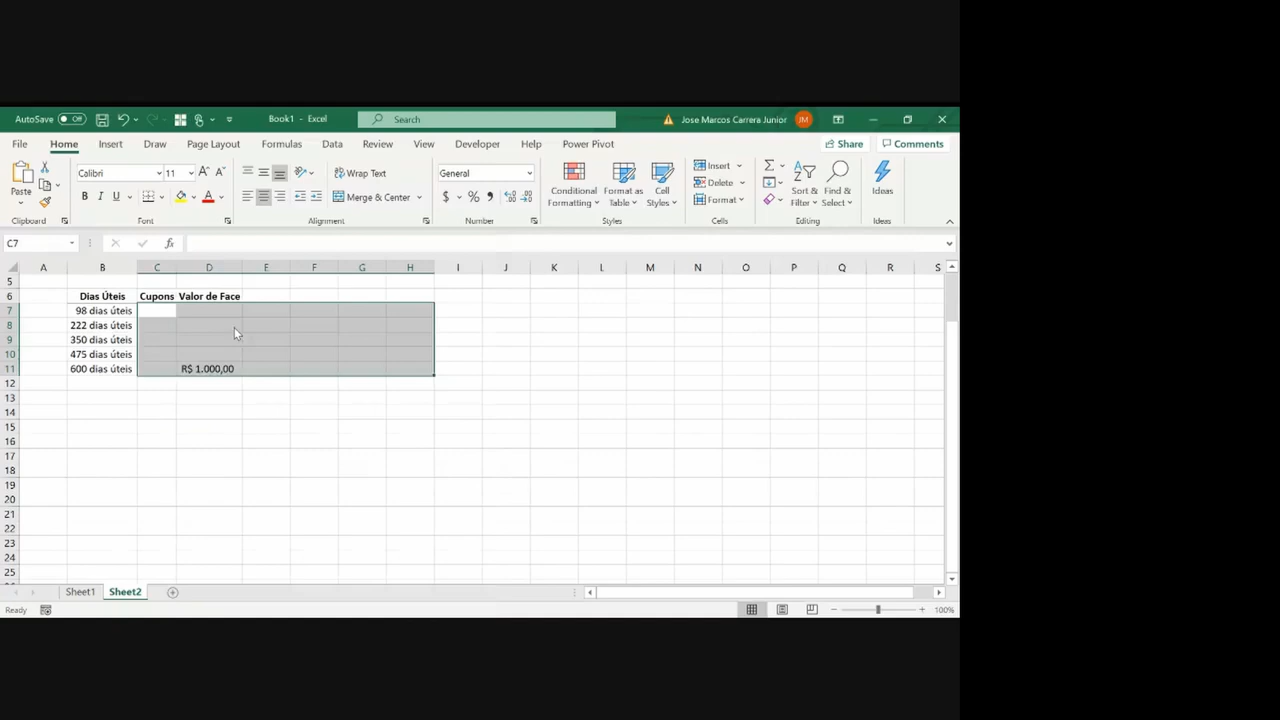 AutoSave Off Book1 - Excel Search Jose Marcos Carrera Junior JM
File Home Insert Draw Page Layout Formulas Data Review View Developer Help Power Pivot Share Comments
Paste Calibri 11 A A Wrap Text General Conditional Formatting Format as Table Cell Styles Insert Sort & Filter Find & Select Ideas
B I U A Merge & Center $ % Delete
Format
Clipboard Font Alignment Number Styles Cells Editing Ideas
C7 fx
A B C D E F G H I J K L M N O P Q R S
5
6 Dias Úteis Cupons Valor de Face
7 98 dias úteis
8 222 dias úteis
9 350 dias úteis
10 475 dias úteis
11 600 dias úteis R$ 1.000,00
12
13
14
15
16
17
18
19
20
21
22
23
24
25
Sheet1 Sheet2
Ready 100%